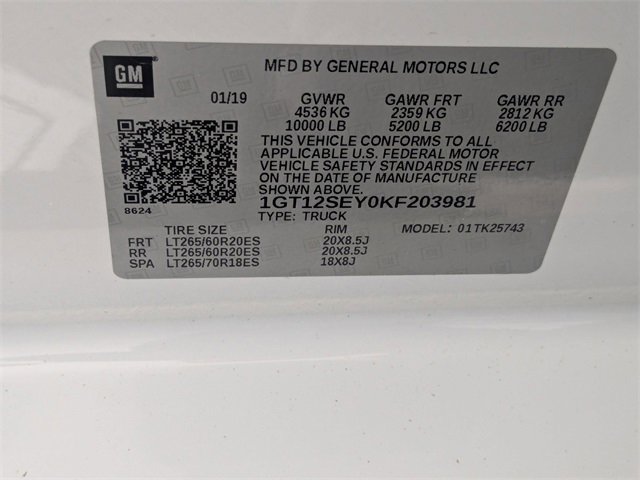 GM MFD BY GENERAL MOTORS LLC
01/19 GVWR GAWR FRT GAWR RR
4536 KG 2359 KG 2812 KG
10000 LB 5200 LB 6200 LB
THIS VEHICLE CONFORMS TO ALL
APPLICABLE U.S. FEDERAL MOTOR
VEHICLE SAFETY STANDARDS IN EFFECT
ON THE DATE OF MANUFACTURE
SHOWN ABOVE.
1GT12SEY0KF203981
8624
TYPE: TRUCK
TIRE SIZE RIM MODEL: 01TK25743
FRT LT265/60R20ES 20X8.5J
RR LT265/60R20ES 20X8.5J
SPA LT265/70R18ES 18X8J